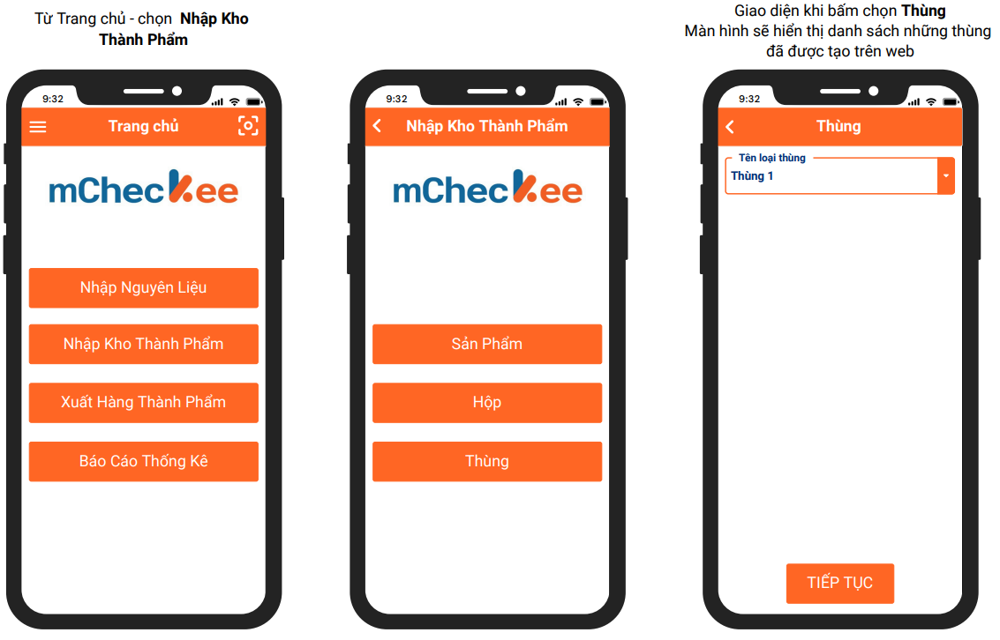 Từ Trang chủ - chọn Nhập Kho
Thành Phẩm
9:32
Trang chủ
mCheckee
Nhập Nguyên Liệu
Nhập Kho Thành Phẩm
Xuất Hàng Thành Phẩm
Báo Cáo Thống Kê
9:32
Nhập Kho Thành Phẩm
mCheckee
Sản Phẩm
Hộp
Thùng
Giao diện khi bấm chọn Thùng
Màn hình sẽ hiển thị danh sách những thùng
đã được tạo trên web
9:32
Thùng
Tên loại thùng
Thùng 1
TIẾP TỤC